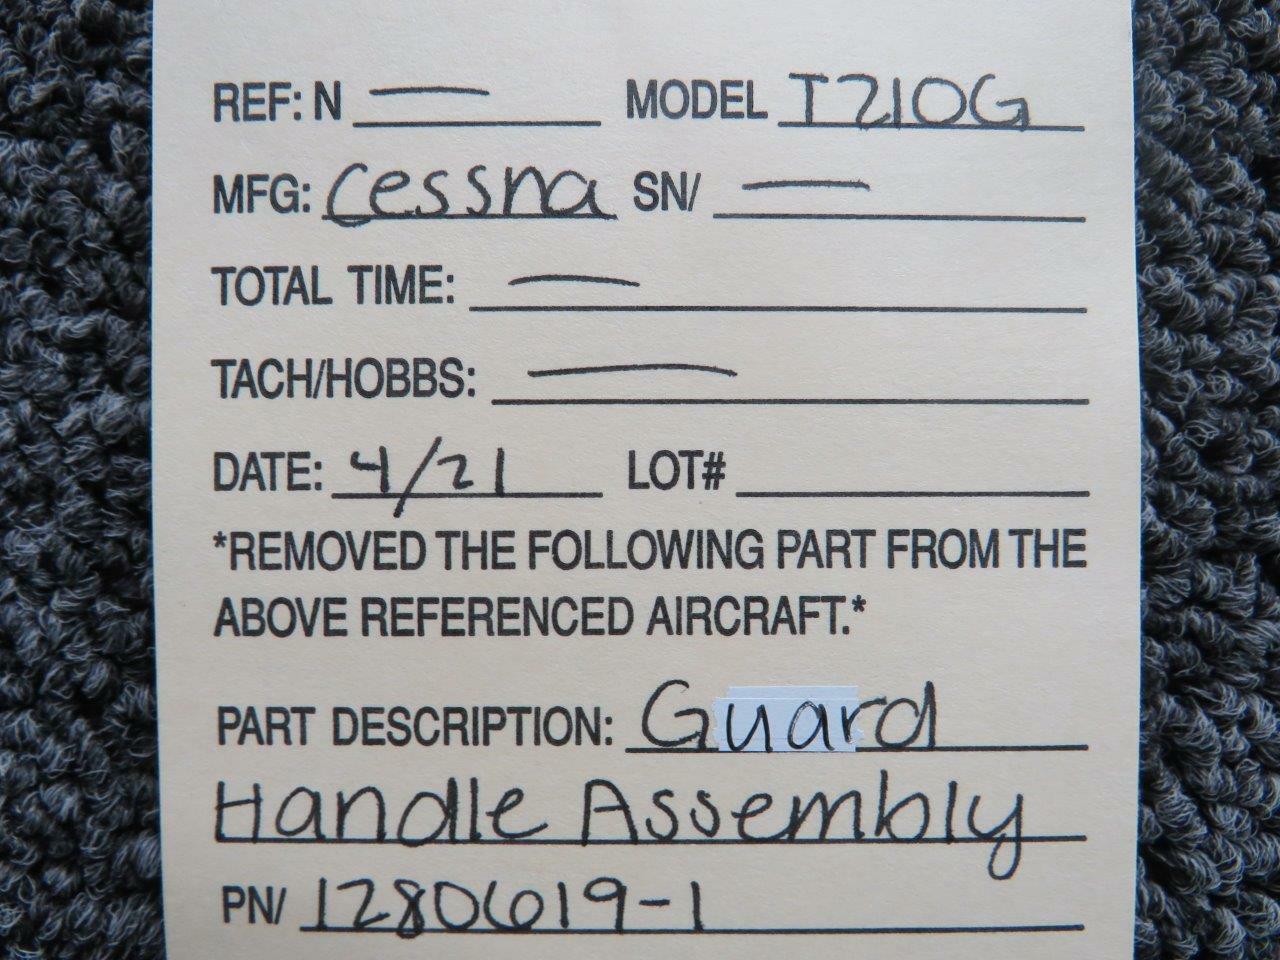 REF: N — MODEL T210G
MFG: Cessna SN/ —
TOTAL TIME: —
TACH/HOBBS: —
DATE: 4/21 LOT#
*REMOVED THE FOLLOWING PART FROM THE
ABOVE REFERENCED AIRCRAFT.*
PART DESCRIPTION: Guard
Handle Assembly
PN/ 1280619-1